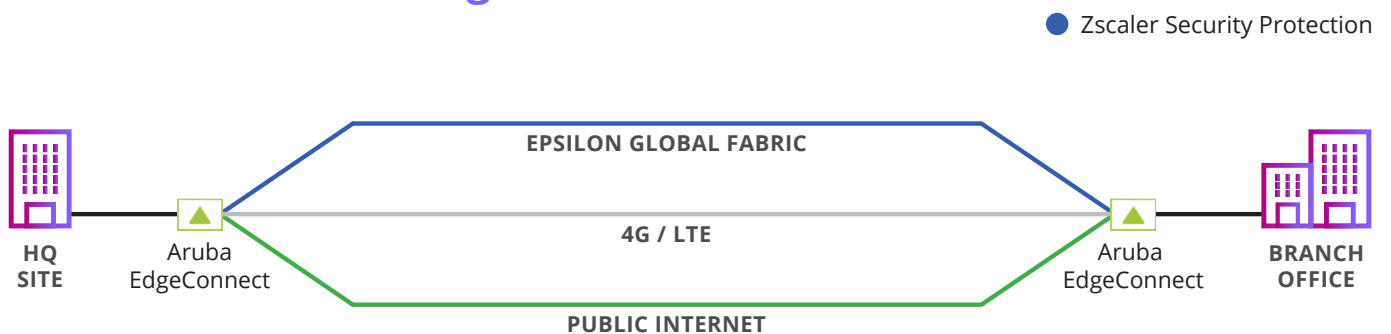 Zscaler Security Protection
EPSILON GLOBAL FABRIC
4G / LTE
HQ
SITE
Aruba
EdgeConnect
Aruba
EdgeConnect
BRANCH
OFFICE
PUBLIC INTERNET